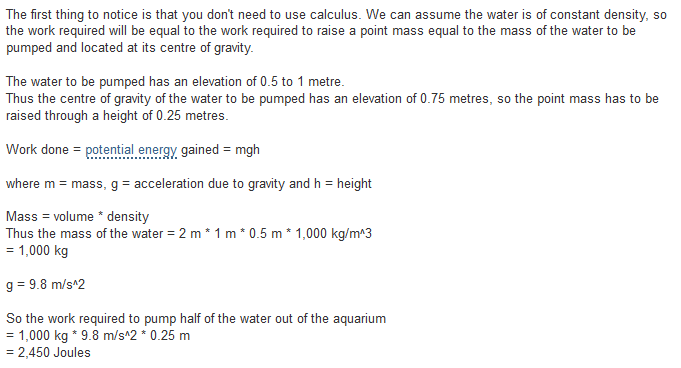 The first thing to notice is that you don't need to use calculus. We can assume the water is of constant density, so
the work required will be equal to the work required to raise a point mass equal to the mass of the water to be
pumped and located at its centre of gravity.
The water to be pumped has an elevation of 0.5 to 1 metre.
Thus the centre of gravity of the water to be pumped has an elevation of 0.75 metres, so the point mass has to be
raised through a height of 0.25 metres.
Work done = potential energy gained = mgh
where m = mass, g = acceleration due to gravity and h = height
Mass = volume * density
Thus the mass of the water = 2 m * 1 m * 0.5 m * 1,000 kg/m^3
= 1,000 kg
g = 9.8 m/s^2
So the work required to pump half of the water out of the aquarium
= 1,000 kg * 9.8 m/s^2 * 0.25 m
= 2,450 Joules